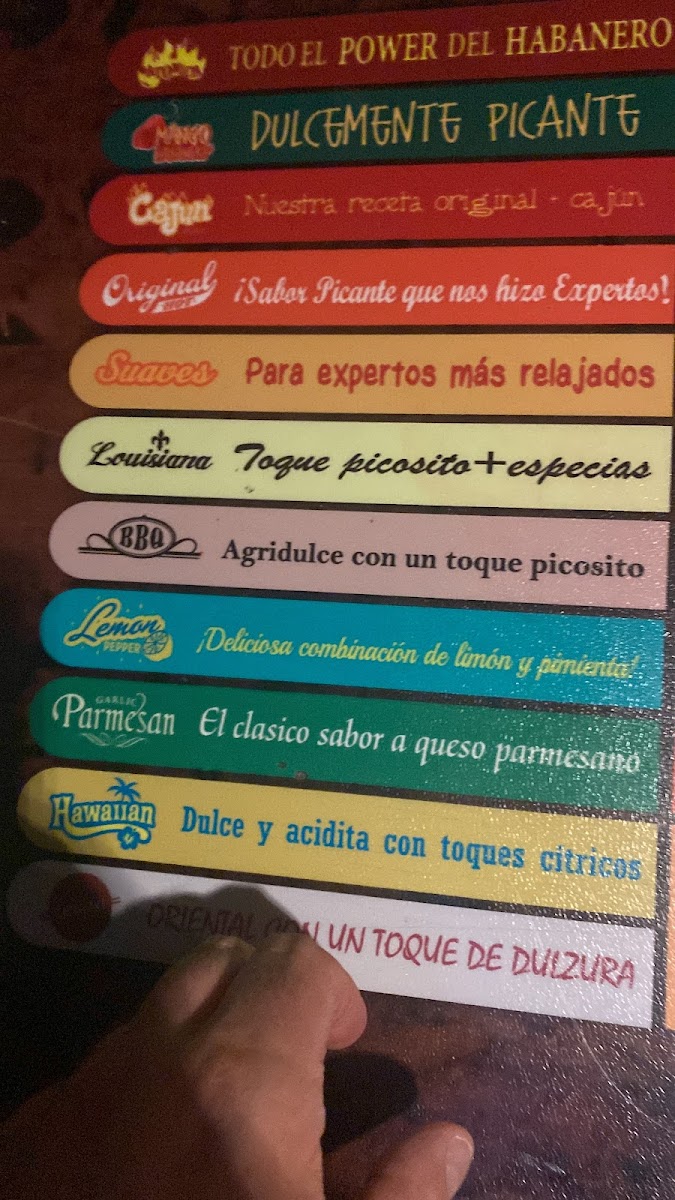 TODO EL POWER DEL HABANERO
MANGO DULCEMENTE PICANTE
Cajun Nuestra receta original - cajún
Original ¡Sabor Picante que nos hizo Expertos!
Suaves Para expertos más relajados
Louisiana Toque picosito+especias
BBQ Agridulce con un toque picosito
Lemon PEPPER ¡Deliciosa combinación de limón y pimienta!
GARLIC Parmesan El clasico sabor a queso parmesano
Hawaiian Dulce y acidita con toques cítricos
ORIENTAL CON UN TOQUE DE DULZURA